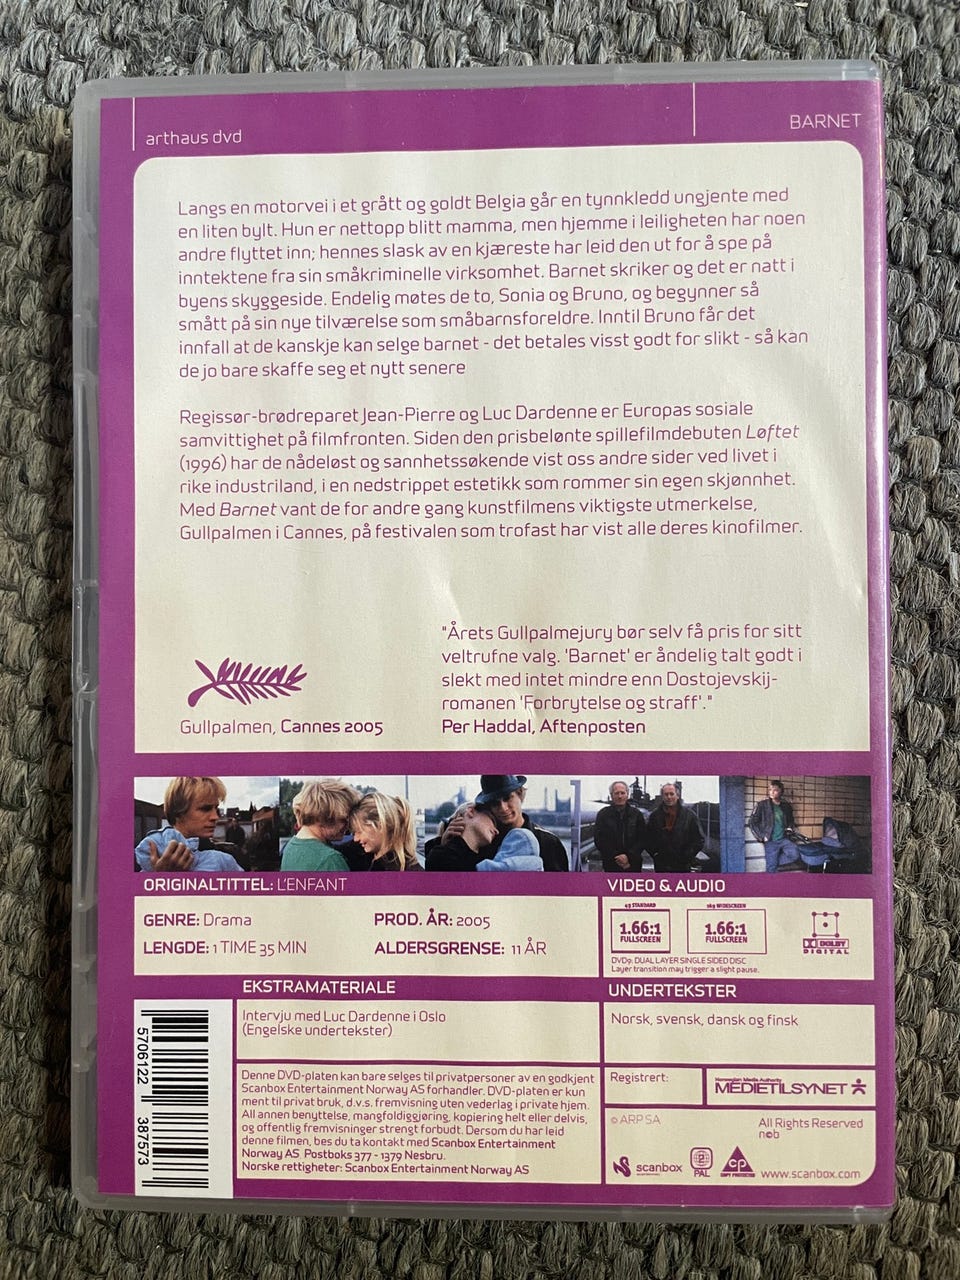 arthaus dvd
BARNET
Langs en motorvei i et grått og goldt Belgia går en tynnkledd ungjente med
en liten bylt. Hun er nettopp blitt mamma, men hjemme i leiligheten har noen
andre flyttet inn; hennes slask av en kjæreste har leid den ut for å spe på
inntektene fra sin småkriminelle virksomhet. Barnet skriker og det er natt i
byens skyggeside. Endelig møtes de to, Sonia og Bruno, og begynner så
smått på sin nye tilværelse som småbarnsforeldre. Inntil Bruno får det
innfall at de kanskje kan selge barnet - det betales visst godt for slikt - så kan
de jo bare skaffe seg et nytt senere
Regissør-brødreparet Jean-Pierre og Luc Dardenne er Europas sosiale
samvittighet på filmfronten. Siden den prisbelønte spillefilmdebuten Løftet
(1996) har de nådeløst og sannhetssøkende vist oss andre sider ved livet i
rike industriland, i en nedstrippet estetikk som rommer sin egen skjønnhet.
Med Barnet vant de for andre gang kunstfilmens viktigste utmerkelse,
Gullpalmen i Cannes, på festivalen som trofast har vist alle deres kinofilmer.
"Årets Gullpalmejury bør selv få pris for sitt
veltrufne valg. 'Barnet' er åndelig talt godt i
slekt med intet mindre enn Dostojevskij-
romanen 'Forbrytelse og straff'."
Per Haddal, Aftenposten
Gullpalmen, Cannes 2005
ORIGINALTITTEL: L'ENFANT
GENRE: Drama
PROD. ÅR: 2005
LENGDE: 1 TIME 35 MIN
ALDERSGRENSE: 11 ÅR
VIDEO & AUDIO
4:3 STANDARD
16:9 WIDESCREEN
1.66:1
FULLSCREEN
1.66:1
FULLSCREEN
DOLBY
DIGITAL
DVD9: DUAL LAYER SINGLE SIDED DISC
Layer transition may trigger a slight pause.
EKSTRAMATERIALE
Intervju med Luc Dardenne i Oslo
(Engelske undertekster)
UNDERTEKSTER
Norsk, svensk, dansk og finsk
Denne DVD-platen kan bare selges til privatpersoner av en godkjent
Scanbox Entertainment Norway AS forhandler. DVD-platen er kun
ment til privat bruk, d.v.s. fremvisning uten vederlag i private hjem.
All annen benyttelse, mangfoldiggjøring, kopiering helt eller delvis,
og offentlig fremvisninger strengt forbudt. Dersom du har leid
denne filmen, bes du ta kontakt med Scanbox Entertainment
Norway AS Postboks 377 - 1379 Nesbru.
Norske rettigheter: Scanbox Entertainment Norway AS
Registrert:
Norwegian Media Authority
MEDIETILSYNET
© ARP SA
All Rights Reserved
n©b
scanbox
2
PAL
CP
COPY PROTECTED
www.scanbox.com
5706122 387573